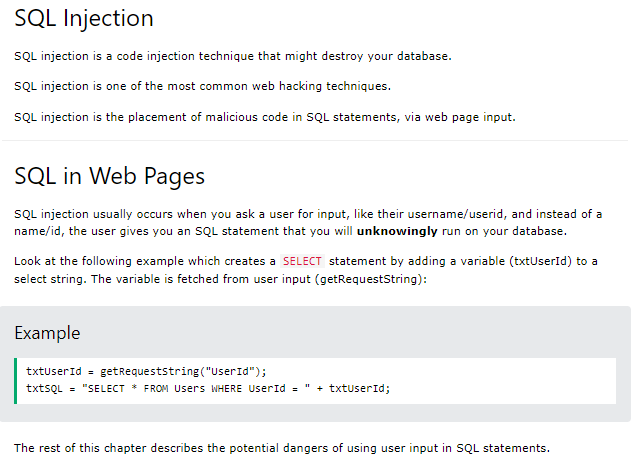 SQL Injection
SQL injection is a code injection technique that might destroy your database.
SQL injection is one of the most common web hacking techniques.
SQL injection is the placement of malicious code in SQL statements, via web page input.
SQL in Web Pages
SQL injection usually occurs when you ask a user for input, like their username/userid, and instead of a
name/id, the user gives you an SQL statement that you will unknowingly run on your database.
Look at the following example which creates a SELECT statement by adding a variable (txtUserId) to a
select string. The variable is fetched from user input (getRequestString):
Example
txtUserId = getRequestString("UserId");
txtSQL = "SELECT * FROM Users WHERE UserId = " + txtUserId;
The rest of this chapter describes the potential dangers of using user input in SQL statements.